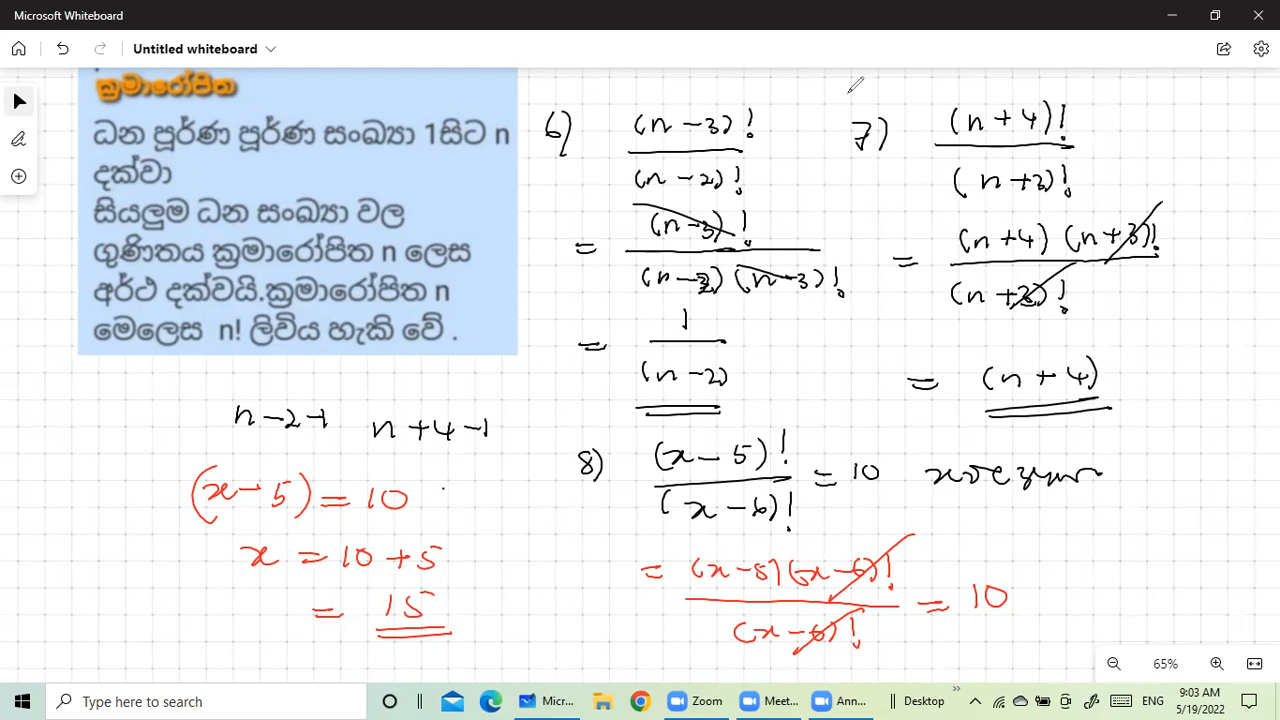 Microsoft Whiteboard
Untitled whiteboard
ක්‍රමාරෝපිත
ධන පූර්ණ පූර්ණ සංඛ්‍යා 1සිට n
දක්වා
සියලුම ධන සංඛ්‍යා වල
ගුණිතය ක්‍රමාරෝපිත n ලෙස
අර්ථ දක්වයි.ක්‍රමාරෝපිත n
මෙලෙස n! ලිවිය හැකි වේ .
n-2-1 n+4-1
(x-5) = 10
x = 10+5
= 15
6) (n-3)!
(n-2)!
= (n-3)!
(n-2)(n-3)!
= 1
(n-2)
7) (n+4)!
(n+3)!
= (n+4)(n+3)!
(n+3)!
= (n+4)
8) (x-5)!
(x-6)! = 10
= (x-5)(x-6)!
(x-6)! = 10
65%
Type here to search
Micr...
Zoom
Meet...
Ann...
Desktop
ENG
9:03 AM
5/19/2022